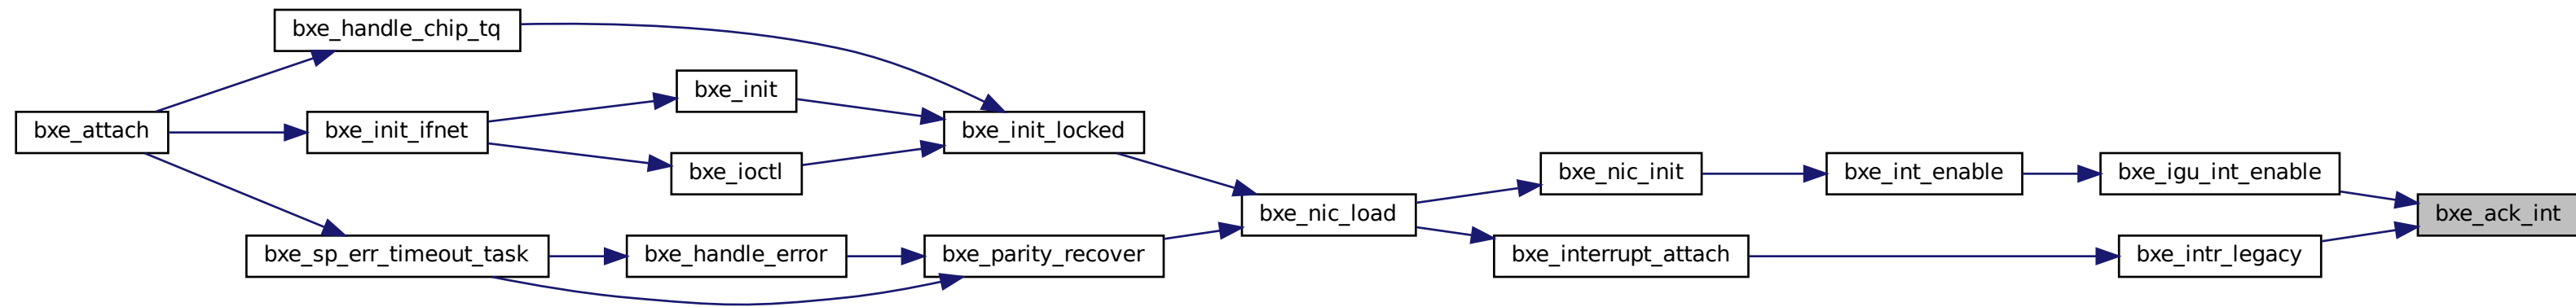 bxe_handle_chip_tq
bxe_init
bxe_attach
bxe_init_ifnet
bxe_init_locked
bxe_ioctl
bxe_nic_init
bxe_int_enable
bxe_igu_int_enable
bxe_nic_load
bxe_ack_int
bxe_sp_err_timeout_task
bxe_handle_error
bxe_parity_recover
bxe_interrupt_attach
bxe_intr_legacy